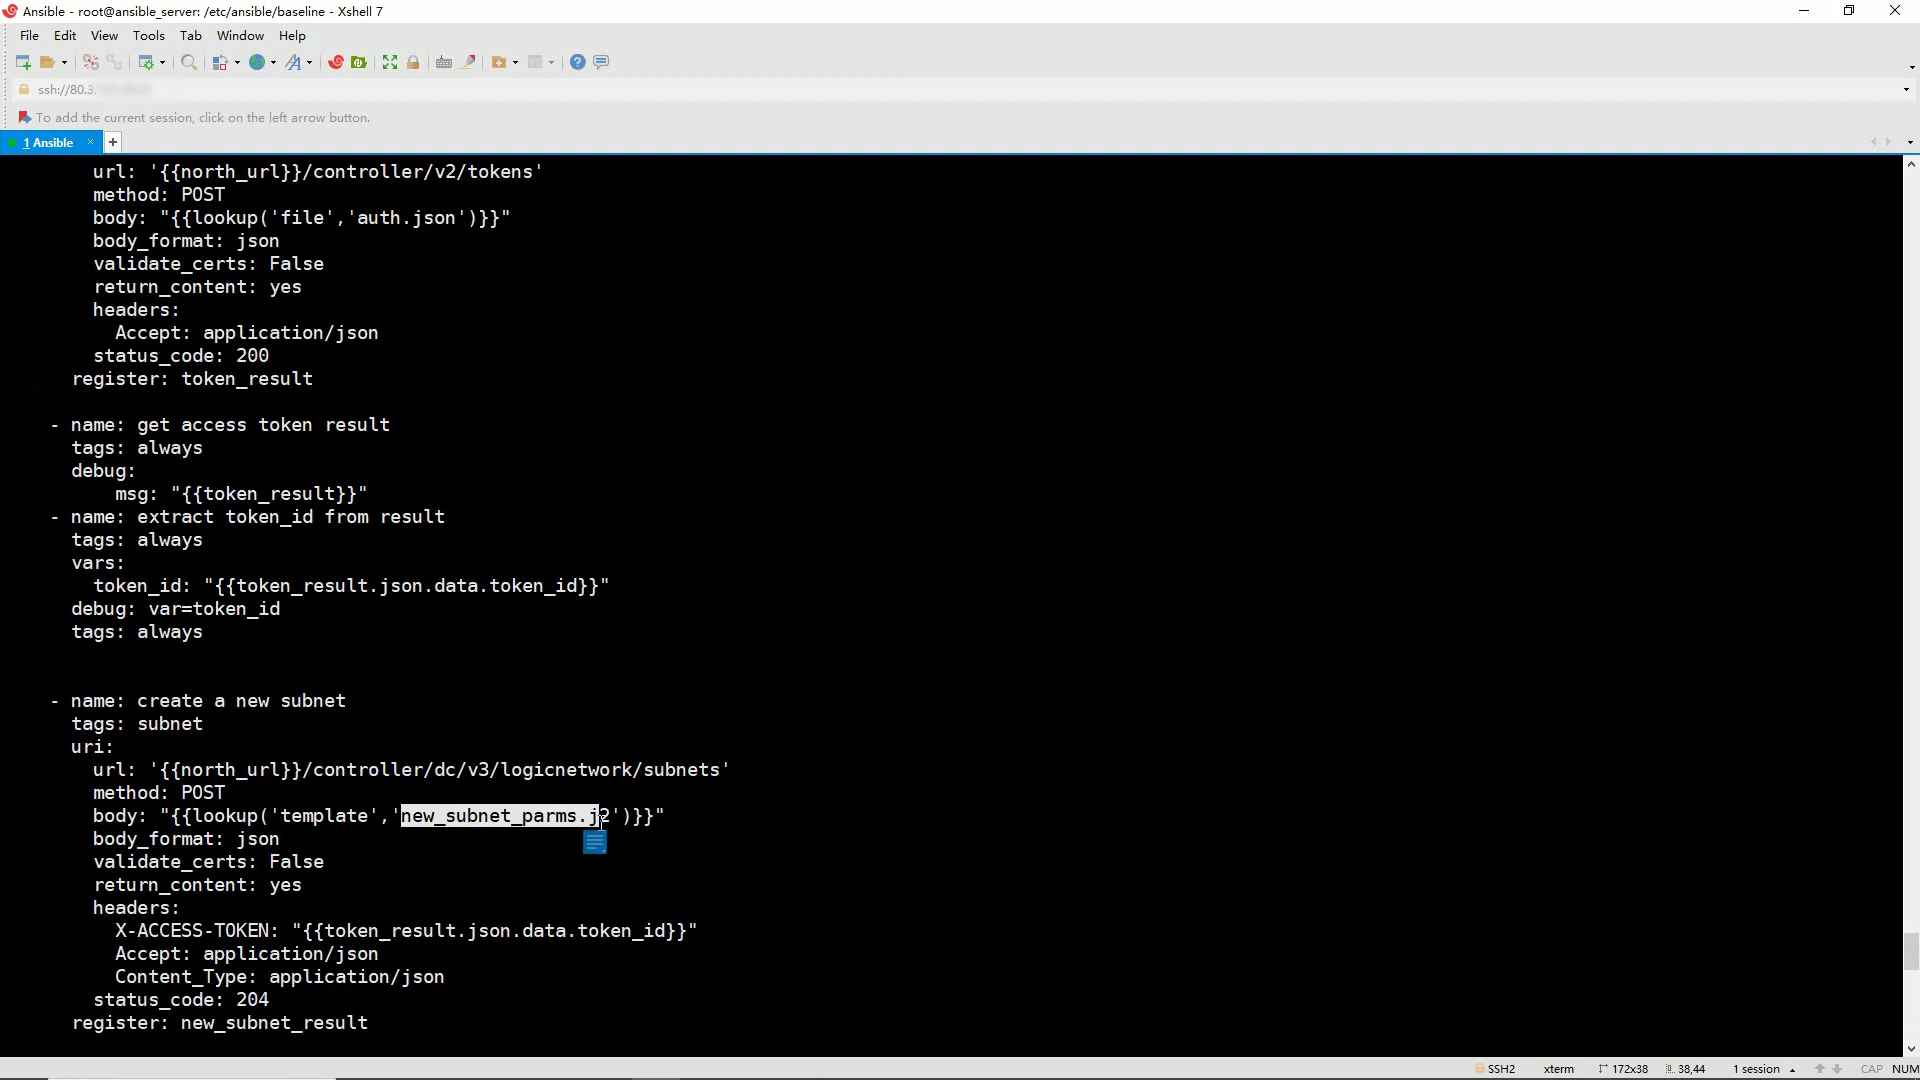 Ansible - root@ansible_server: /etc/ansible/baseline - Xshell 7
File Edit View Tools Tab Window Help
ssh://80.3.
To add the current session, click on the left arrow button.
1 Ansible × +
url: '{{north_url}}/controller/v2/tokens'
method: POST
body: "{{lookup('file','auth.json')}}"
body_format: json
validate_certs: False
return_content: yes
headers:
Accept: application/json
status_code: 200
register: token_result
- name: get access token result
tags: always
debug:
msg: "{{token_result}}"
- name: extract token_id from result
tags: always
vars:
token_id: "{{token_result.json.data.token_id}}"
debug: var=token_id
tags: always
- name: create a new subnet
tags: subnet
uri:
url: '{{north_url}}/controller/dc/v3/logicnetwork/subnets'
method: POST
body: "{{lookup('template','new_subnet_parms.j2')}}"
body_format: json
validate_certs: False
return_content: yes
headers:
X-ACCESS-TOKEN: "{{token_result.json.data.token_id}}"
Accept: application/json
Content_Type: application/json
status_code: 204
register: new_subnet_result
SSH2 xterm 172x38 38,44 1 session CAP NUM